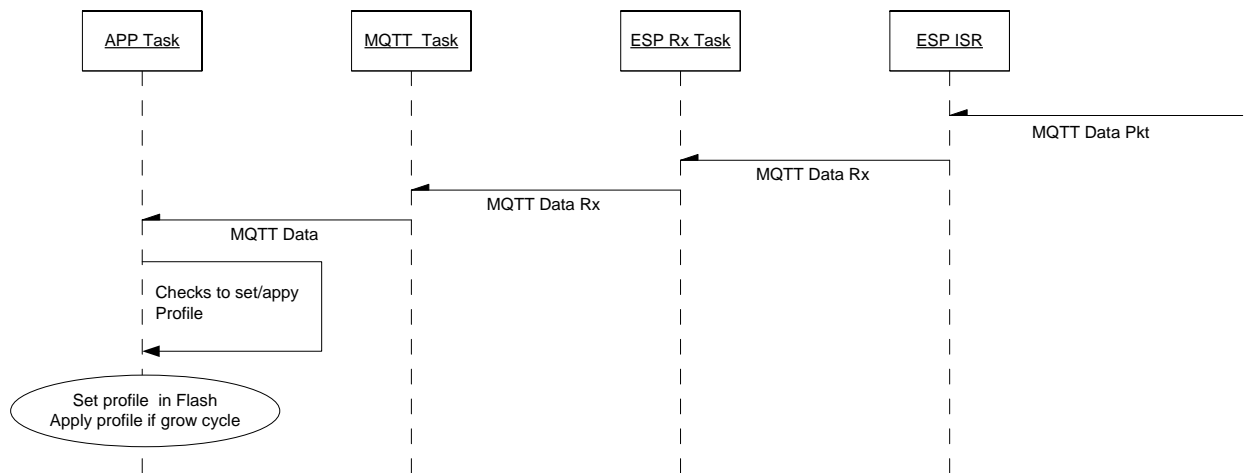 APP Task
MQTT Task
ESP Rx Task
ESP ISR
MQTT Data Pkt
MQTT Data Rx
MQTT Data Rx
MQTT Data
Checks to set/appy
Profile
Set profile in Flash
Apply profile if grow cycle